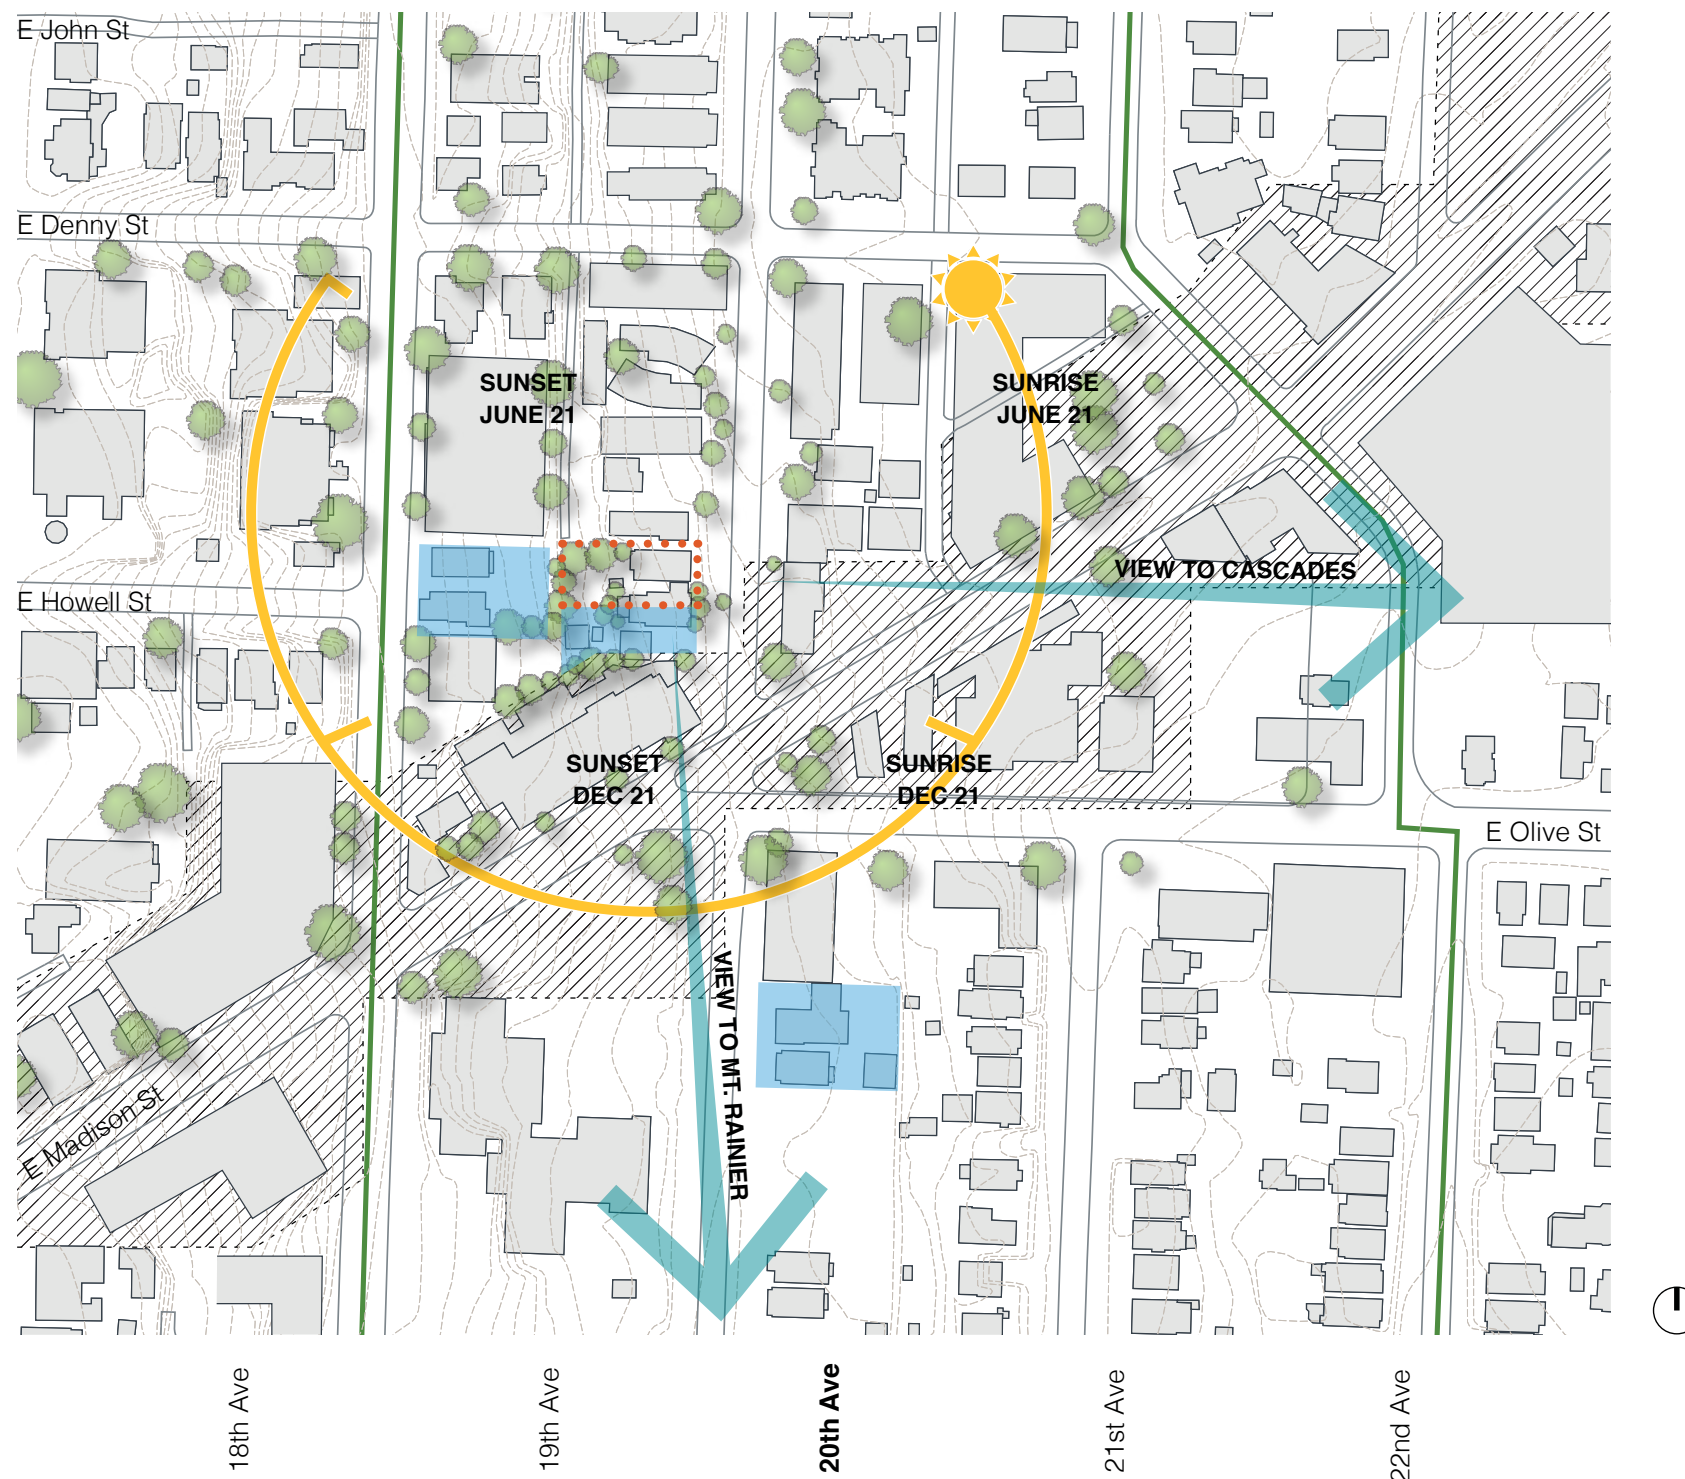 E John St
E Denny St
SUNSET
JUNE 21
SUNRISE
JUNE 21
VIEW TO CASCADES
E Howell St
SUNSET
DEC 21
SUNRISE
DEC 21
E Olive St
VIEW TO MT. RAINIER
E Madison St
18th Ave
19th Ave
20th Ave
21st Ave
22nd Ave